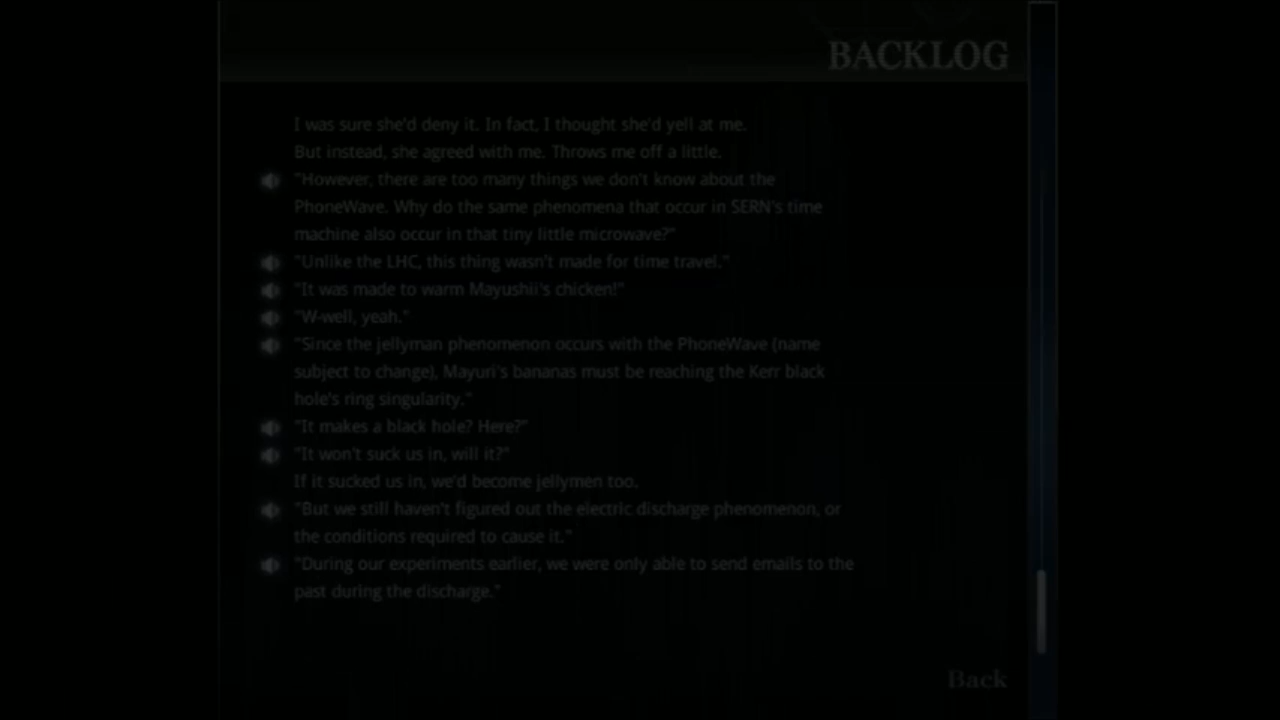 BACKLOG
I was sure she'd deny it. In fact, I thought she'd yell at me.
But instead, she agreed with me. Throws me off a little.
"However, there are too many things we don't know about the
PhoneWave. Why do the same phenomena that occur in SERN's time
machine also occur in that tiny little microwave?"
"Unlike the LHC, this thing wasn't made for time travel."
"It was made to warm Mayushii's chicken!"
"W-well, yeah."
"Since the jellyman phenomenon occurs with the PhoneWave (name
subject to change), Mayuri's bananas must be reaching the Kerr black
hole's ring singularity."
"It makes a black hole? Here?"
"It won't suck us in, will it?"
If it sucked us in, we'd become jellymen too.
"But we still haven't figured out the electric discharge phenomenon, or
the conditions required to cause it."
"During our experiments earlier, we were only able to send emails to the
past during the discharge."
Back